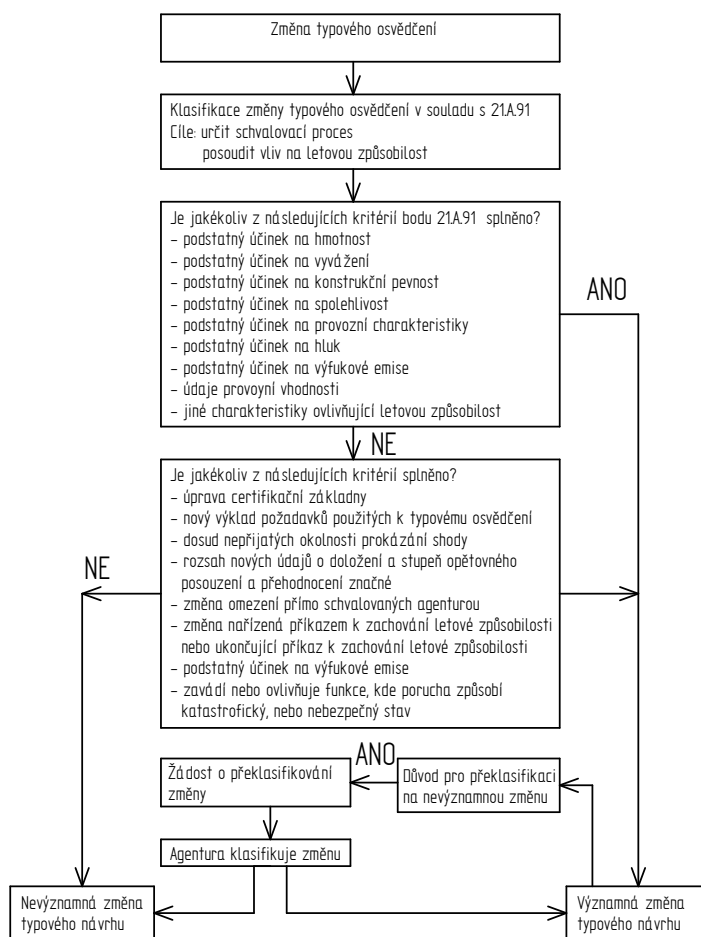 Změna typového osvědčení
Klasifikace změny typového osvědčení v souladu s 21.A.91
Cíle: určit schvalovací proces
posoudit vliv na letovou způsobilost
Je jakékoliv z následujících kritérií bodu 21.A.91 splněno?
– podstatný účinek na hmotnost
– podstatný účinek na vyvážení
– podstatný účinek na konstrukční pevnost
– podstatný účinek na spolehlivost
– podstatný účinek na provozní charakteristiky
– podstatný účinek na hluk
– podstatný účinek na výfukové emise
– údaje provoyní vhodnosti
– jiné charakteristiky ovlivňující letovou způsobilost
ANO
NE
Je jakékoliv z následujících kritérií splněno?
– úprava certifikační základny
– nový výklad požadavků použitých k typovému osvědčení
– dosud nepřijatých okolnosti prokázání shody
– rozsah nových údajů o doložení a stupeň opětovného
posouzení a přehodnocení značné
– změna omezení přímo schvalovaných agenturou
– změna nařízená příkazem k zachování letové způsobilosti
nebo ukončující příkaz k zachování letové způsobilosti
– podstatný účinek na výfukové emise
– zavádí nebo ovlivňuje funkce, kde porucha způsobí
katastrofický, nebo nebezpečný stav
NE
ANO
Žádost o překlasifikování
změny
Důvod pro překlasifikaci
na nevýznamnou změnu
Agentura klasifikuje změnu
Nevýznamná změna
typového návrhu
Významná změna
typového návrhu